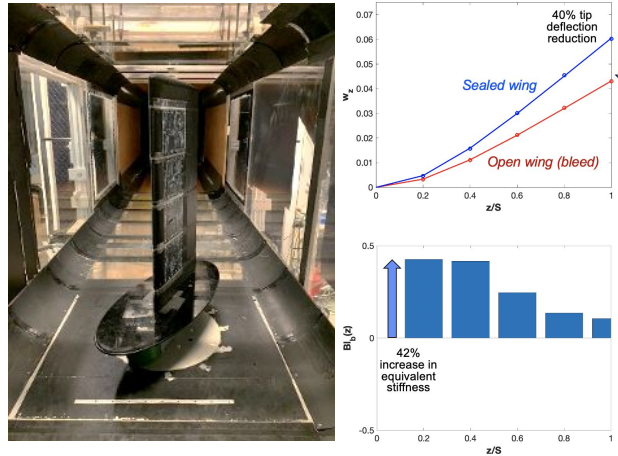 0.07
0.06
0.05
0.04
0.03
0.02
0.01
0
w_z
40% tip
deflection
reduction
Sealed wing
Open wing (bleed)
0
0.2
0.4
0.6
0.8
1
z/S
0.5
0
-0.5
BI_b(z)
42%
increase in
equivalent
stiffness
0
0.2
0.4
0.6
0.8
1
z/S